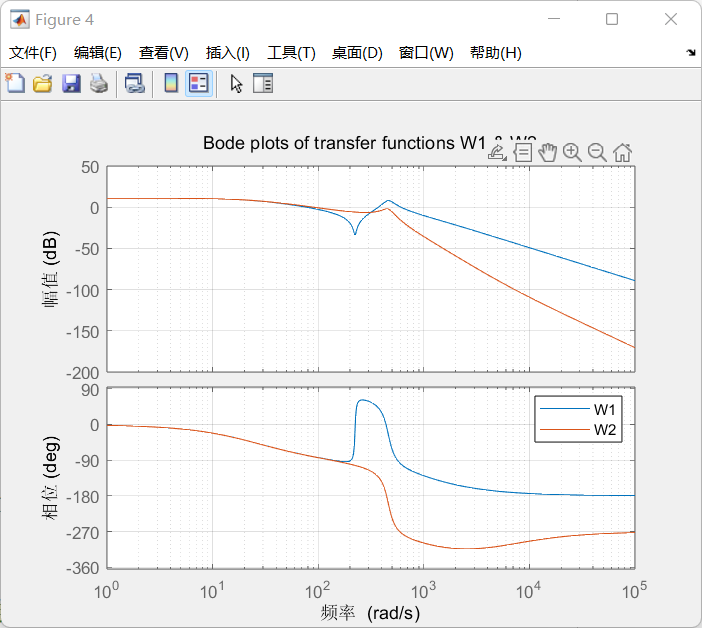 Figure 4
文件(F) 编辑(E) 查看(V) 插入(I) 工具(T) 桌面(D) 窗口(W) 帮助(H)
Bode plots of transfer functions W1 & W2
50
0
-50
-100
-150
-200
幅值 (dB)
90
0
-90
-180
-270
-360
相位 (deg)
W1
W2
10^0 10^1 10^2 10^3 10^4 10^5
频率 (rad/s)